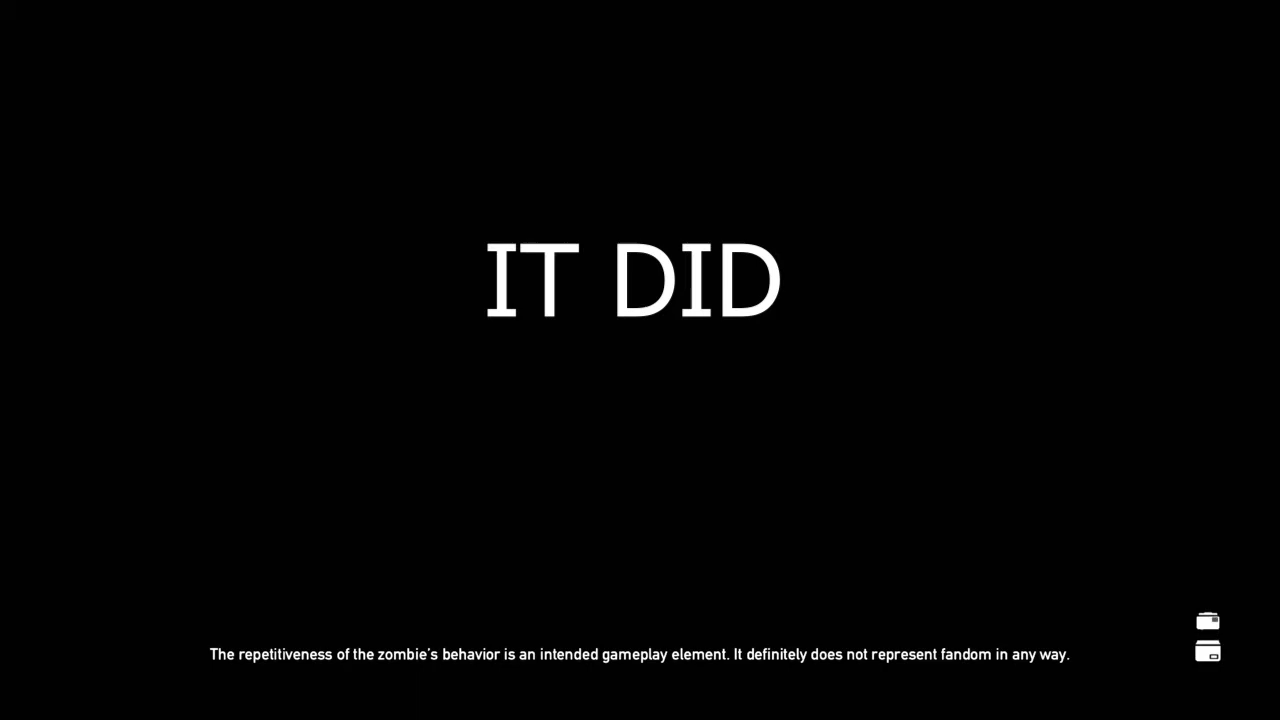 IT DID
The repetitiveness of the zombie's behavior is an intended gameplay element. It definitely does not represent fandom in any way.